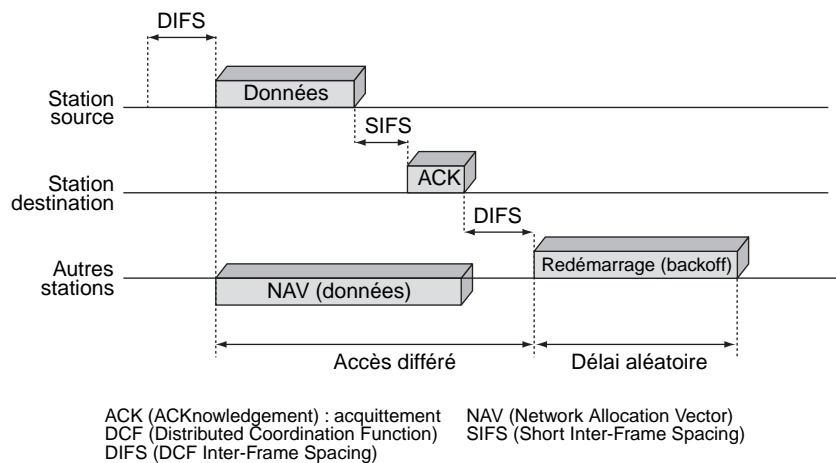 DIFS
Station
source
Données
SIFS
Station
destination
ACK
DIFS
Autres
stations
NAV (données)
Redémarrage (backoff)
Accès différé
Délai aléatoire
ACK (ACKnowledgement) : acquittement
DCF (Distributed Coordination Function)
DIFS (DCF Inter-Frame Spacing)
NAV (Network Allocation Vector)
SIFS (Short Inter-Frame Spacing)